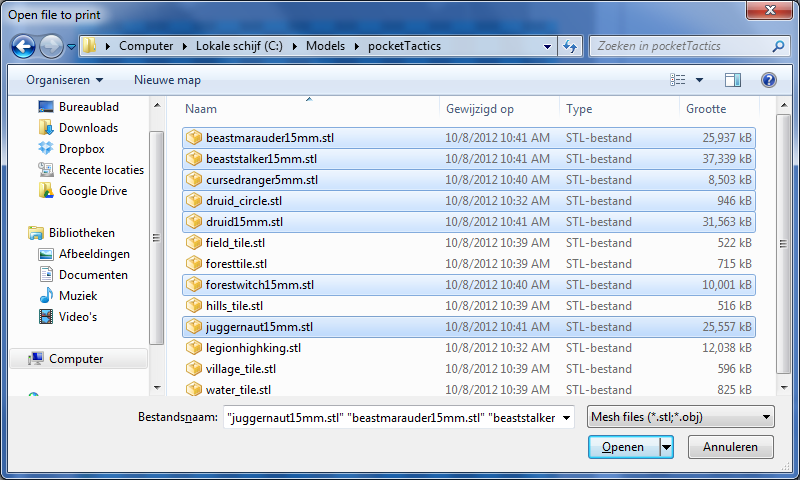 Open file to print
Computer Lokale schijf (C:) Models pocketTactics Zoeken in pocketTactics
Organiseren Nieuwe map
Naam Gewijzigd op Type Grootte
Bureaublad
Downloads
Dropbox
Recente locaties
Google Drive
Bibliotheken
Afbeeldingen
Documenten
Muziek
Video's
Computer
beastmarauder15mm.stl 10/8/2012 10:41 AM STL-bestand 25,937 kB
beaststalker15mm.stl 10/8/2012 10:41 AM STL-bestand 37,339 kB
cursedranger5mm.stl 10/8/2012 10:40 AM STL-bestand 8,503 kB
druid_circle.stl 10/8/2012 10:32 AM STL-bestand 946 kB
druid15mm.stl 10/8/2012 10:41 AM STL-bestand 31,563 kB
field_tile.stl 10/8/2012 10:39 AM STL-bestand 522 kB
foresttile.stl 10/8/2012 10:39 AM STL-bestand 715 kB
forestwitch15mm.stl 10/8/2012 10:40 AM STL-bestand 10,001 kB
hills_tile.stl 10/8/2012 10:39 AM STL-bestand 516 kB
juggernaut15mm.stl 10/8/2012 10:41 AM STL-bestand 25,557 kB
legionhighking.stl 10/8/2012 10:32 AM STL-bestand 12,038 kB
village_tile.stl 10/8/2012 10:39 AM STL-bestand 596 kB
water_tile.stl 10/8/2012 10:39 AM STL-bestand 825 kB
Bestandsnaam: "juggernaut15mm.stl" "beastmarauder15mm.stl" "beaststalker Mesh files (*.stl;*.obj)
Openen Annuleren